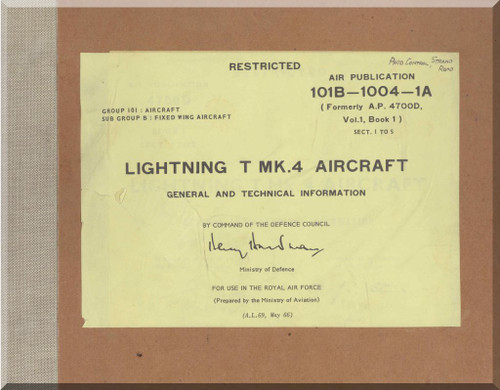 RESTRICTED
AIR PUBLICATION
101B—1004—1A
(Formerly A.P. 4700D,
Vol.1, Book 1)
SECT. 1 TO 5
GROUP 101 : AIRCRAFT
SUB GROUP B : FIXED WING AIRCRAFT
LIGHTNING T MK.4 AIRCRAFT
GENERAL AND TECHNICAL INFORMATION
BY COMMAND OF THE DEFENCE COUNCIL
Ministry of Defence
FOR USE IN THE ROYAL AIR FORCE
(Prepared by the Ministry of Aviation)
(A.L.69, May 66)